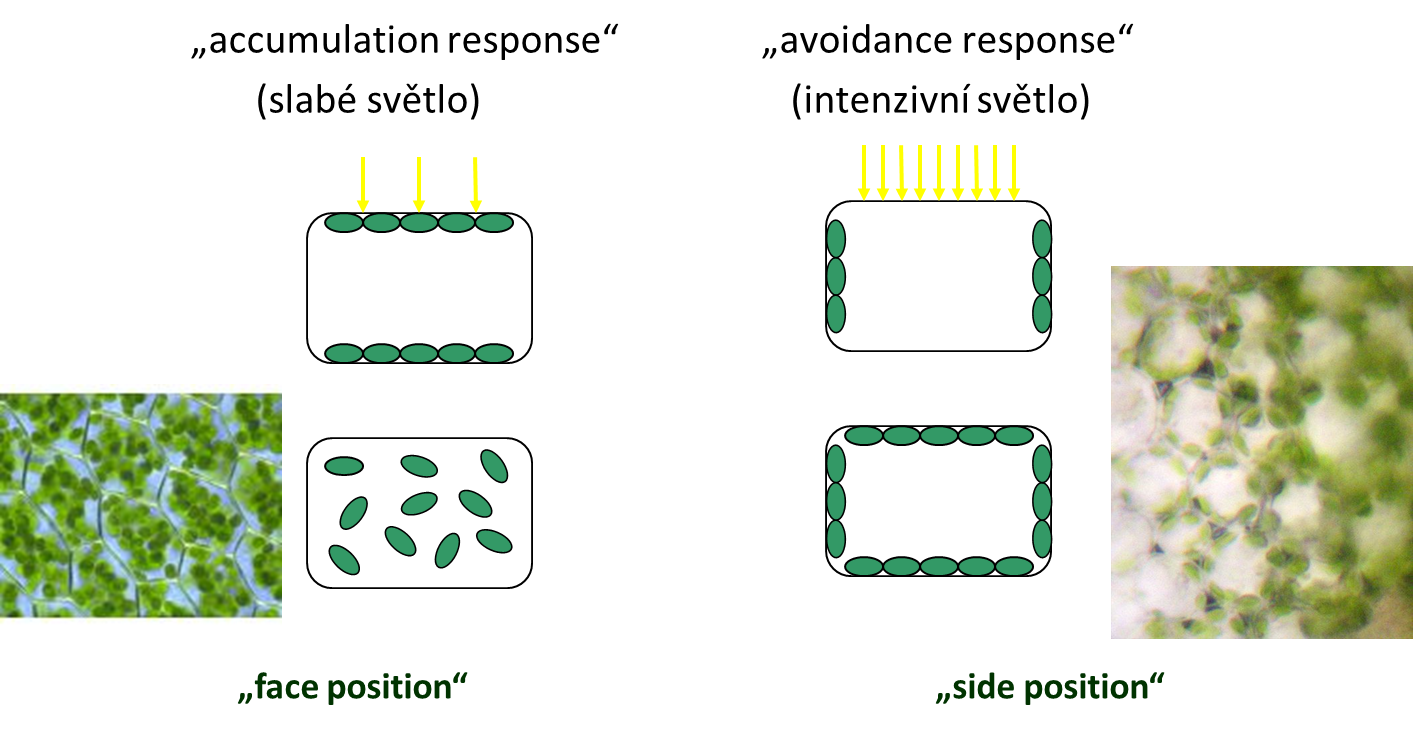 „accumulation response“
(slabé světlo)
„avoidance response“
(intenzivní světlo)
„face position“
„side position“